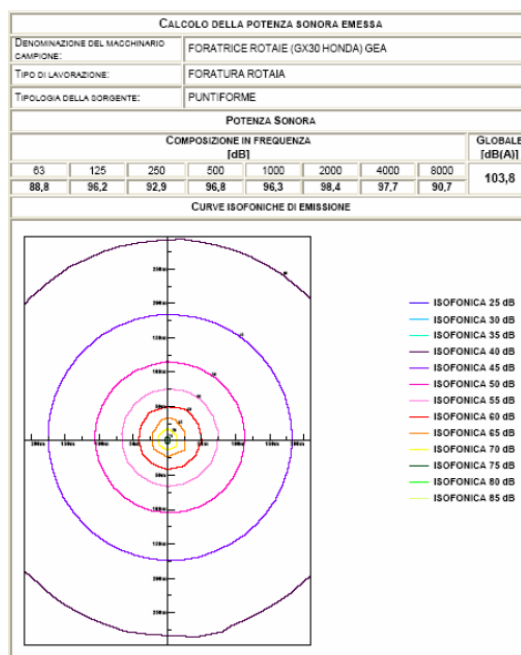 CALCOLO DELLA POTENZA SONORA EMESSA
DENOMINAZIONE DEL MACCHINARIO CAMPIONE: FORATRICE ROTAIE (GX30 HONDA) GEA
TIPO DI LAVORAZIONE: FORATURA ROTAIA
TIPOLOGIA DELLA SORGENTE: PUNTIFORME
POTENZA SONORA
COMPOSIZIONE IN FREQUENZA [dB] GLOBALE [dB(A)]
63 125 250 500 1000 2000 4000 8000
88,8 96,2 92,9 96,8 96,3 98,4 97,7 90,7 103,8
CURVE ISOFONICHE DI EMISSIONE
ISOFONICA 25 dB
ISOFONICA 30 dB
ISOFONICA 35 dB
ISOFONICA 40 dB
ISOFONICA 45 dB
ISOFONICA 50 dB
ISOFONICA 55 dB
ISOFONICA 60 dB
ISOFONICA 65 dB
ISOFONICA 70 dB
ISOFONICA 75 dB
ISOFONICA 80 dB
ISOFONICA 85 dB